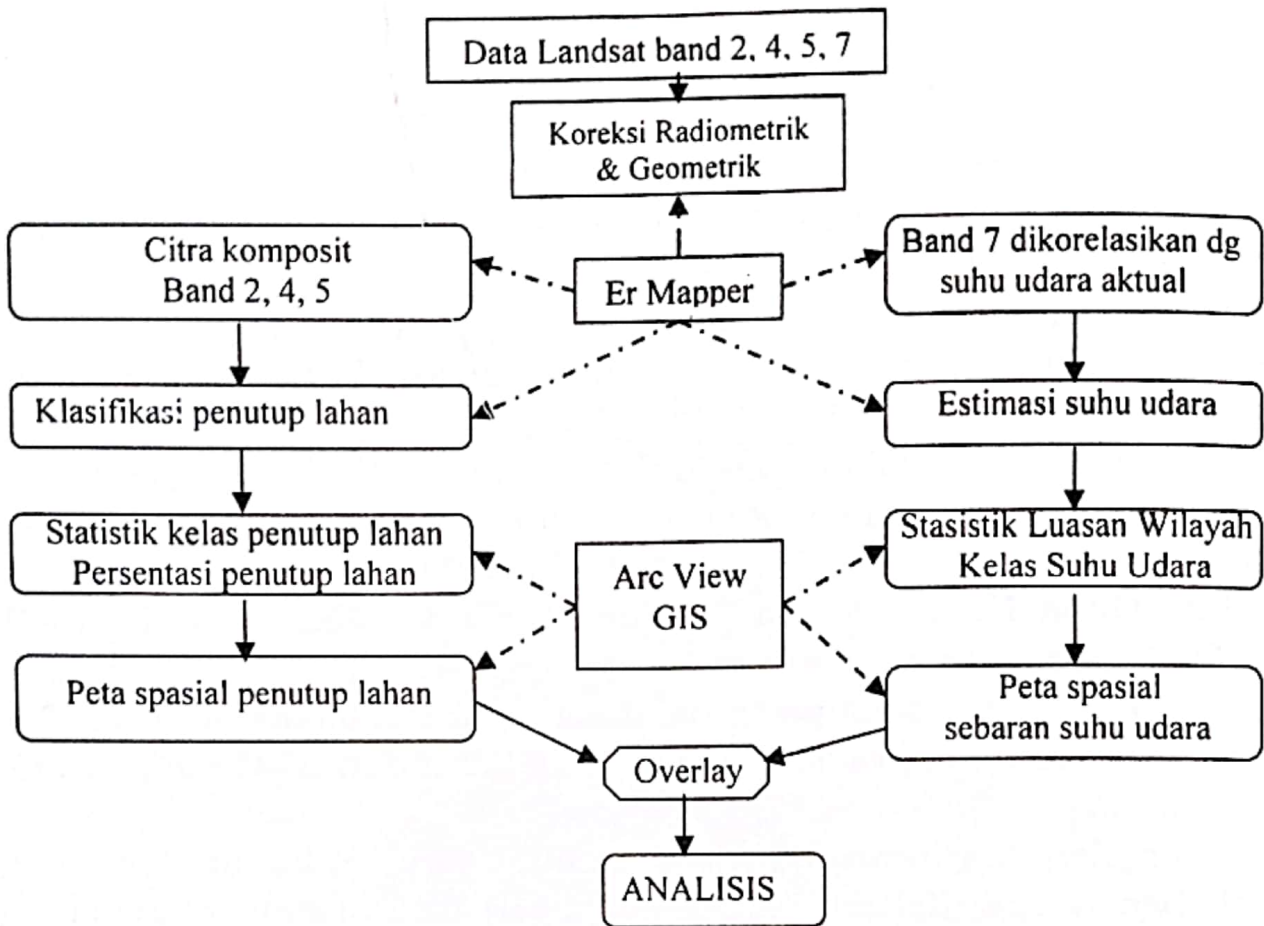 Data Landsat band 2, 4, 5, 7
Koreksi Radiometrik
& Geometrik
Citra komposit
Band 2, 4, 5
Er Mapper
Band 7 dikorelasikan dg
suhu udara aktual
Klasifikasi penutup lahan
Estimasi suhu udara
Statistik kelas penutup lahan
Persentasi penutup lahan
Arc View
GIS
Stasistik Luasan Wilayah
Kelas Suhu Udara
Peta spasial penutup lahan
Peta spasial
sebaran suhu udara
Overlay
ANALISIS